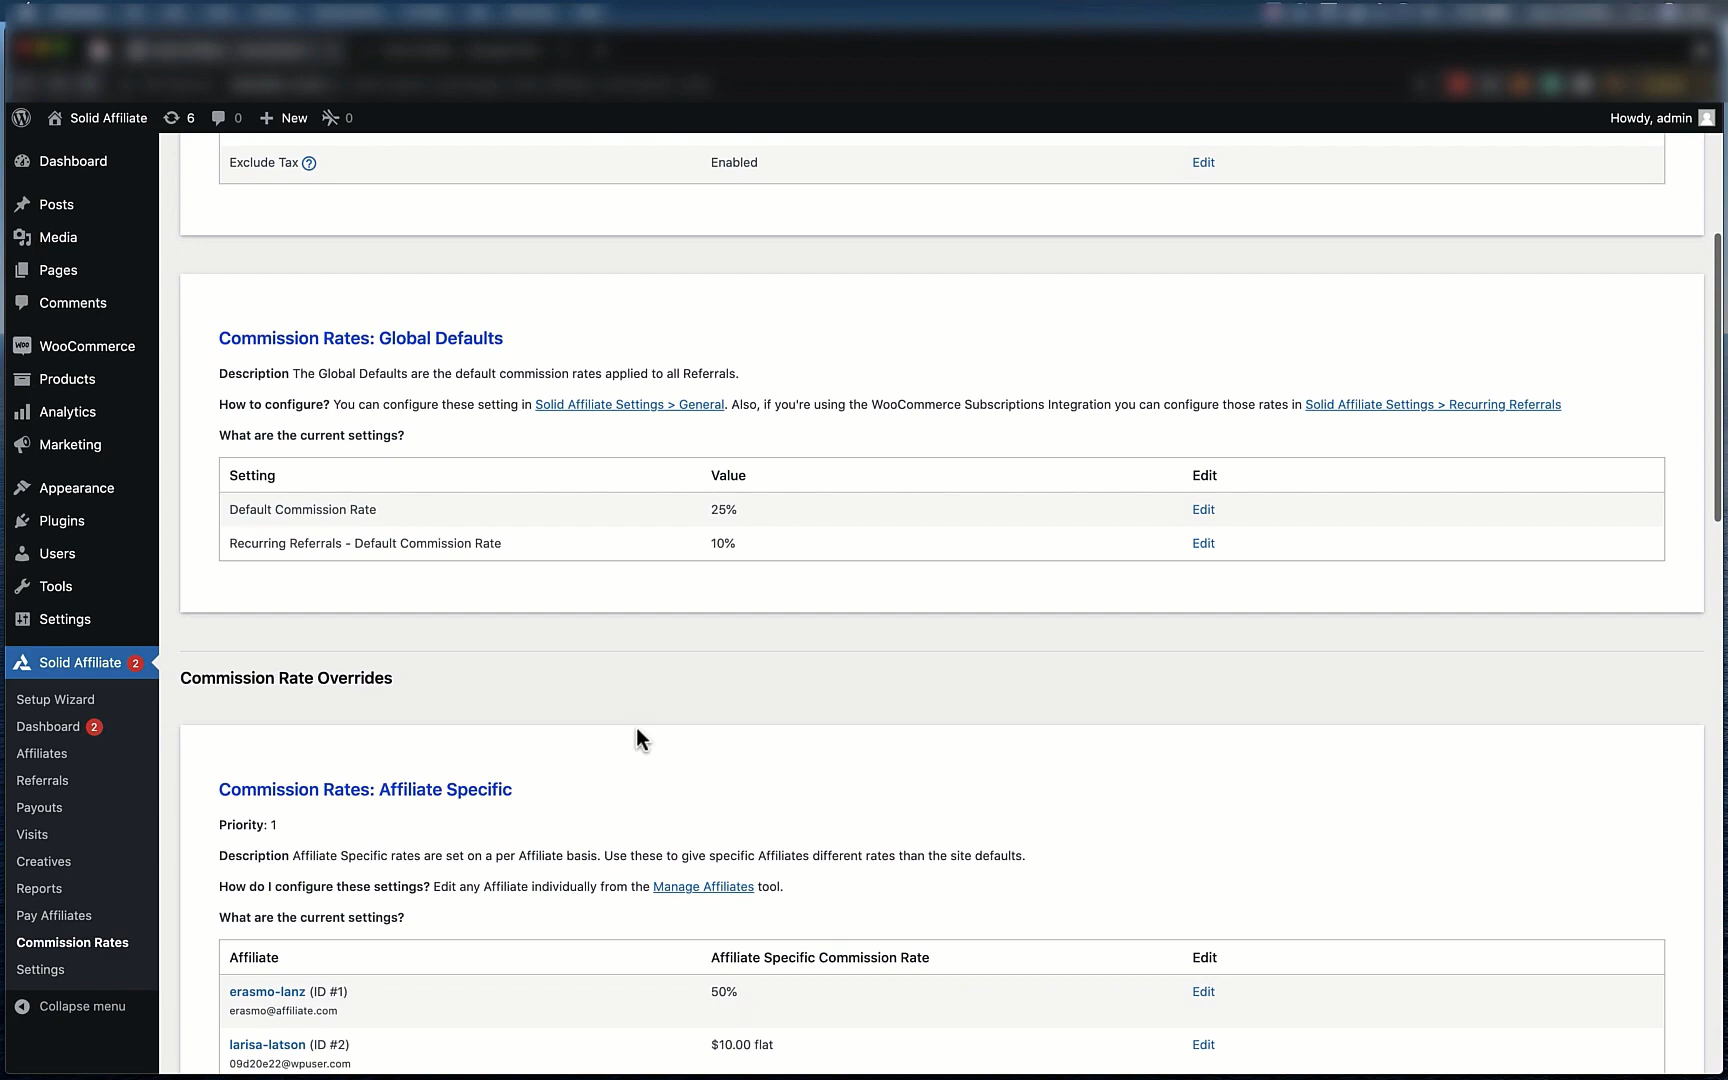 Solid Affiliate 6 0 New 0 Howdy, admin
Dashboard
Posts
Media
Pages
Comments
WooCommerce
Products
Analytics
Marketing
Appearance
Plugins
Users
Tools
Settings
Solid Affiliate 2
Setup Wizard
Dashboard 2
Affiliates
Referrals
Payouts
Visits
Creatives
Reports
Pay Affiliates
Commission Rates
Settings
Collapse menu
Exclude Tax ? Enabled Edit
Commission Rates: Global Defaults
Description The Global Defaults are the default commission rates applied to all Referrals.
How to configure? You can configure these setting in Solid Affiliate Settings > General. Also, if you're using the WooCommerce Subscriptions Integration you can configure those rates in Solid Affiliate Settings > Recurring Referrals
What are the current settings?
Setting Value Edit
Default Commission Rate 25% Edit
Recurring Referrals - Default Commission Rate 10% Edit
Commission Rate Overrides
Commission Rates: Affiliate Specific
Priority: 1
Description Affiliate Specific rates are set on a per Affiliate basis. Use these to give specific Affiliates different rates than the site defaults.
How do I configure these settings? Edit any Affiliate individually from the Manage Affiliates tool.
What are the current settings?
Affiliate Affiliate Specific Commission Rate Edit
erasmo-lanz (ID #1) 50% Edit
erasmo@affiliate.com
larisa-latson (ID #2) $10.00 flat Edit
09d20e22@wpuser.com